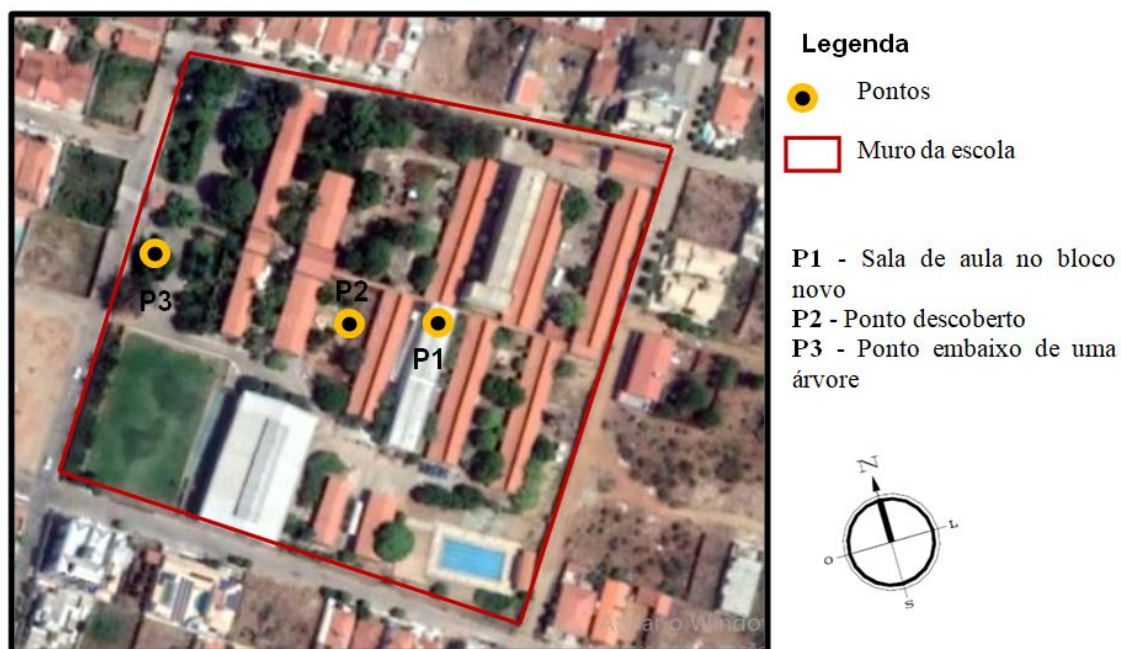 Legenda
Pontos
Muro da escola
P1 - Sala de aula no bloco
novo
P2 - Ponto descoberto
P3 - Ponto embaixo de uma
árvore
P3
P2
P1
N
L
O
S